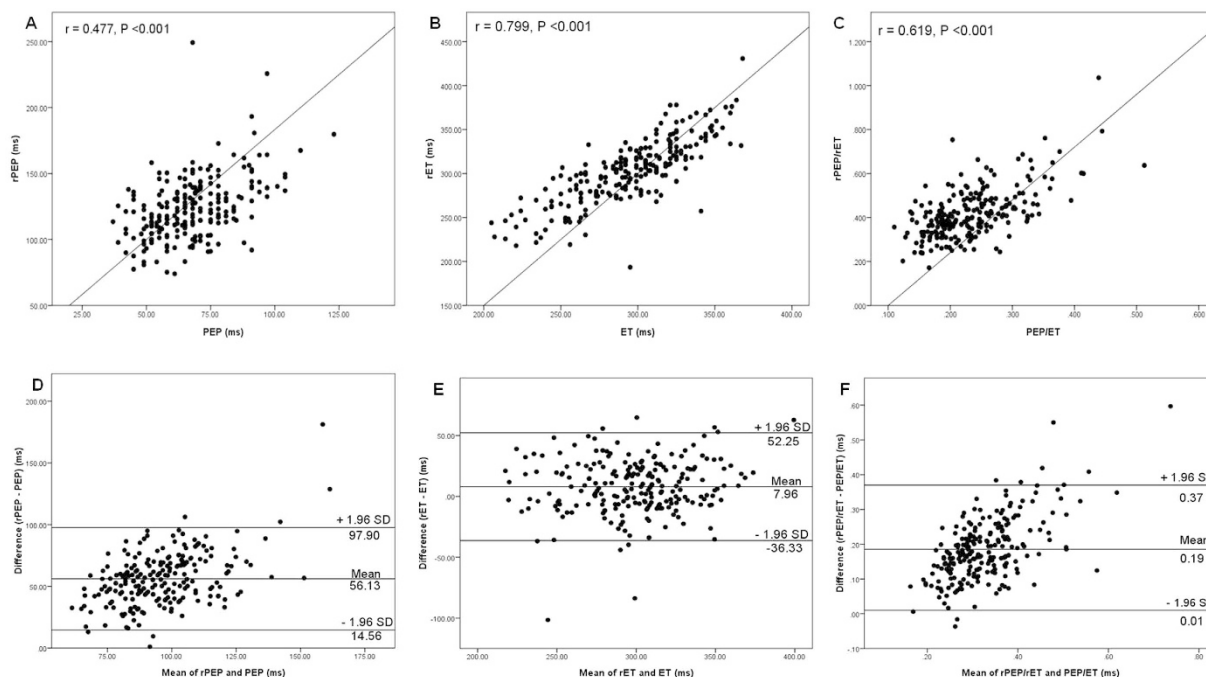 A
r = 0.477, P <0.001
250.00
200.00
150.00
100.00
50.00
rPEP (ms)
25.00 50.00 75.00 100.00 125.00
PEP (ms)
B
r = 0.799, P <0.001
450.00
400.00
350.00
300.00
250.00
200.00
150.00
rET (ms)
200.00 250.00 300.00 350.00 400.00
ET (ms)
C
r = 0.619, P <0.001
1.200
1.000
.800
.600
.400
.200
.000
rPEP/rET
.100 .200 .300 .400 .500 .600
PEP/ET
D
200.00
150.00
100.00
50.00
.00
Difference (rPEP - PEP) (ms)
+ 1.96 SD
97.90
Mean
56.13
- 1.96 SD
14.56
75.00 100.00 125.00 150.00 175.00
Mean of rPEP and PEP (ms)
E
50.00
.00
-50.00
-100.00
Difference (rET - ET) (ms)
+ 1.96 SD
52.25
Mean
7.96
- 1.96 SD
-36.33
200.00 250.00 300.00 350.00 400.00
Mean of rET and ET (ms)
F
.60
.50
.40
.30
.20
.10
.00
-.10
Difference (rPEP/rET - PEP/ET) (ms)
+ 1.96 SD
0.37
Mean
0.19
- 1.96 SD
0.01
.20 .40 .60 .80
Mean of rPEP/rET and PEP/ET (ms)